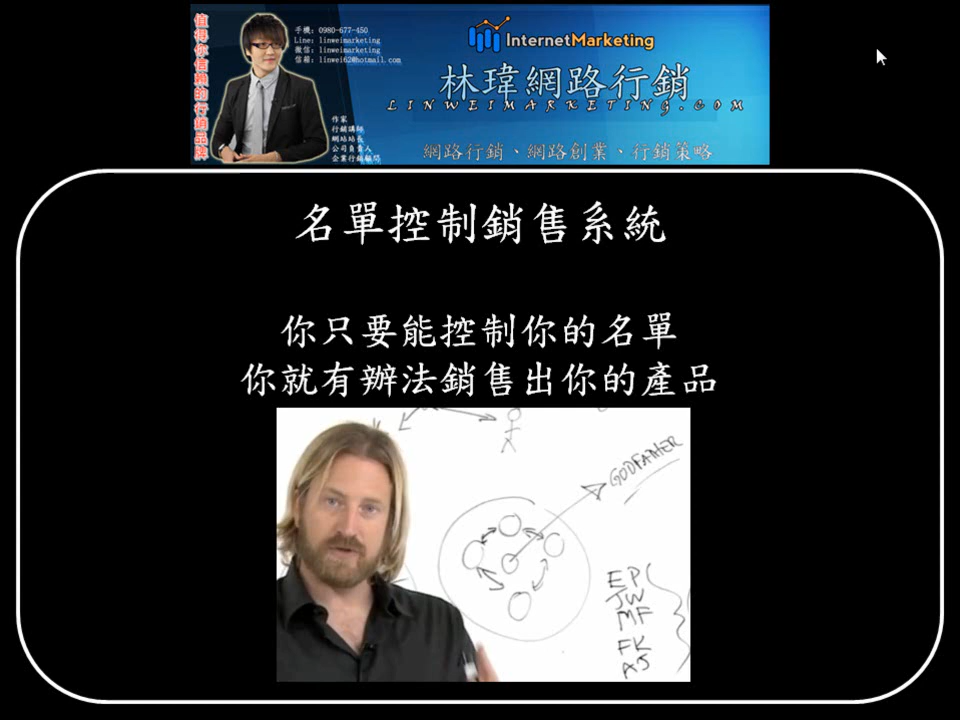 值得你信賴的行銷品牌
手機: 0980-677-450
Line: linweimarketing
微信: linweimarketing
信箱: linwei62@hotmail.com
作家
行銷講師
網站站長
公司負責人
企業行銷顧問
InternetMarketing
林瑋網路行銷
LINWEIMARKETING.COM
網路行銷、網路創業、行銷策略
名單控制銷售系統
你只要能控制你的名單
你就有辦法銷售出你的產品
GODFATHER
EPC
JW
MF
FK
AJ